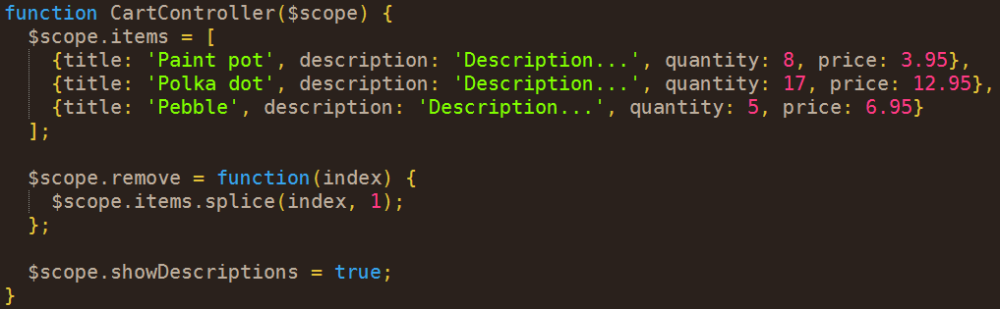 function CartController($scope) {
  $scope.items = [
    {title: 'Paint pot', description: 'Description...', quantity: 8, price: 3.95},
    {title: 'Polka dot', description: 'Description...', quantity: 17, price: 12.95},
    {title: 'Pebble', description: 'Description...', quantity: 5, price: 6.95}
  ];

  $scope.remove = function(index) {
    $scope.items.splice(index, 1);
  };

  $scope.showDescriptions = true;
}